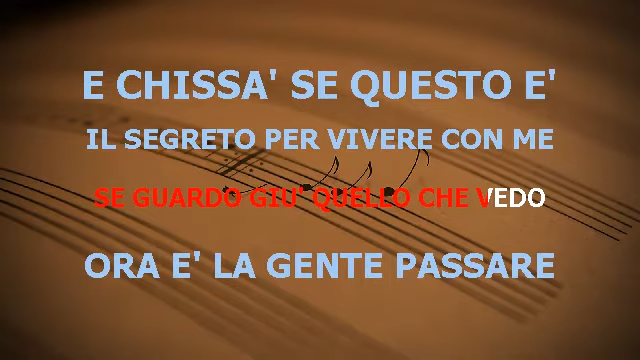 E CHISSA' SE QUESTO E'
IL SEGRETO PER VIVERE CON ME
SE GUARDO GIU' QUELLO CHE VEDO
ORA E' LA GENTE PASSARE